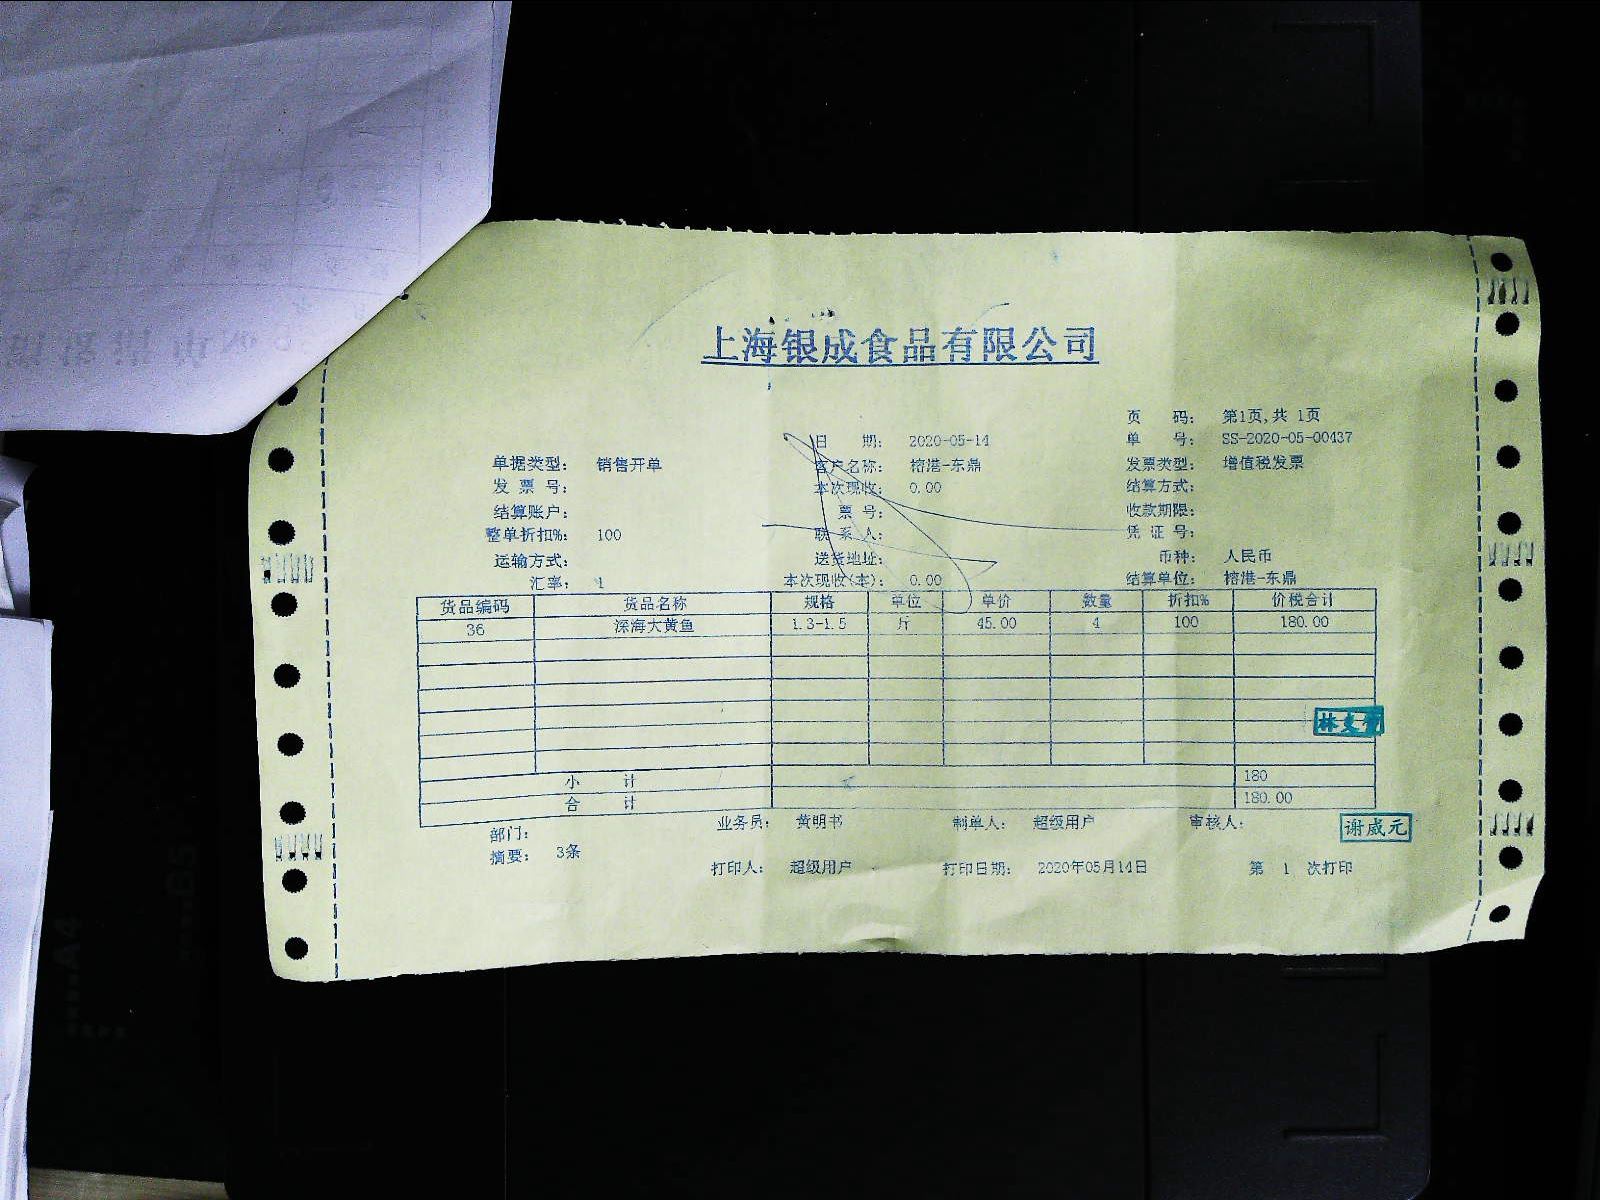 上海银成食品有限公司
页 码: 第1页,共 1页
日 期: 2020-05-14 单 号: SS-2020-05-00437
单据类型: 销售开单 客户名称: 榕港-东鼎 发票类型: 增值税发票
发 票 号: 本次现收: 0.00 结算方式:
结算账户: 票 号: 收款期限:
整单折扣%: 100 联 系 人: 凭 证 号:
运输方式: 送货地址: 币种: 人民币
汇率: 1 本次现收(本): 0.00 结算单位: 榕港-东鼎
货品编码 货品名称 规格 单位 单价 数量 折扣% 价税合计
36 深海大黄鱼 1.3-1.5 斤 45.00 4 100 180.00
小 计 180
合 计 180.00
部门: 业务员: 黄明书 制单人: 超级用户 审核人: 谢成元
摘要: 3条
打印人: 超级用户 打印日期: 2020年05月14日 第 1 次打印
A4
B5